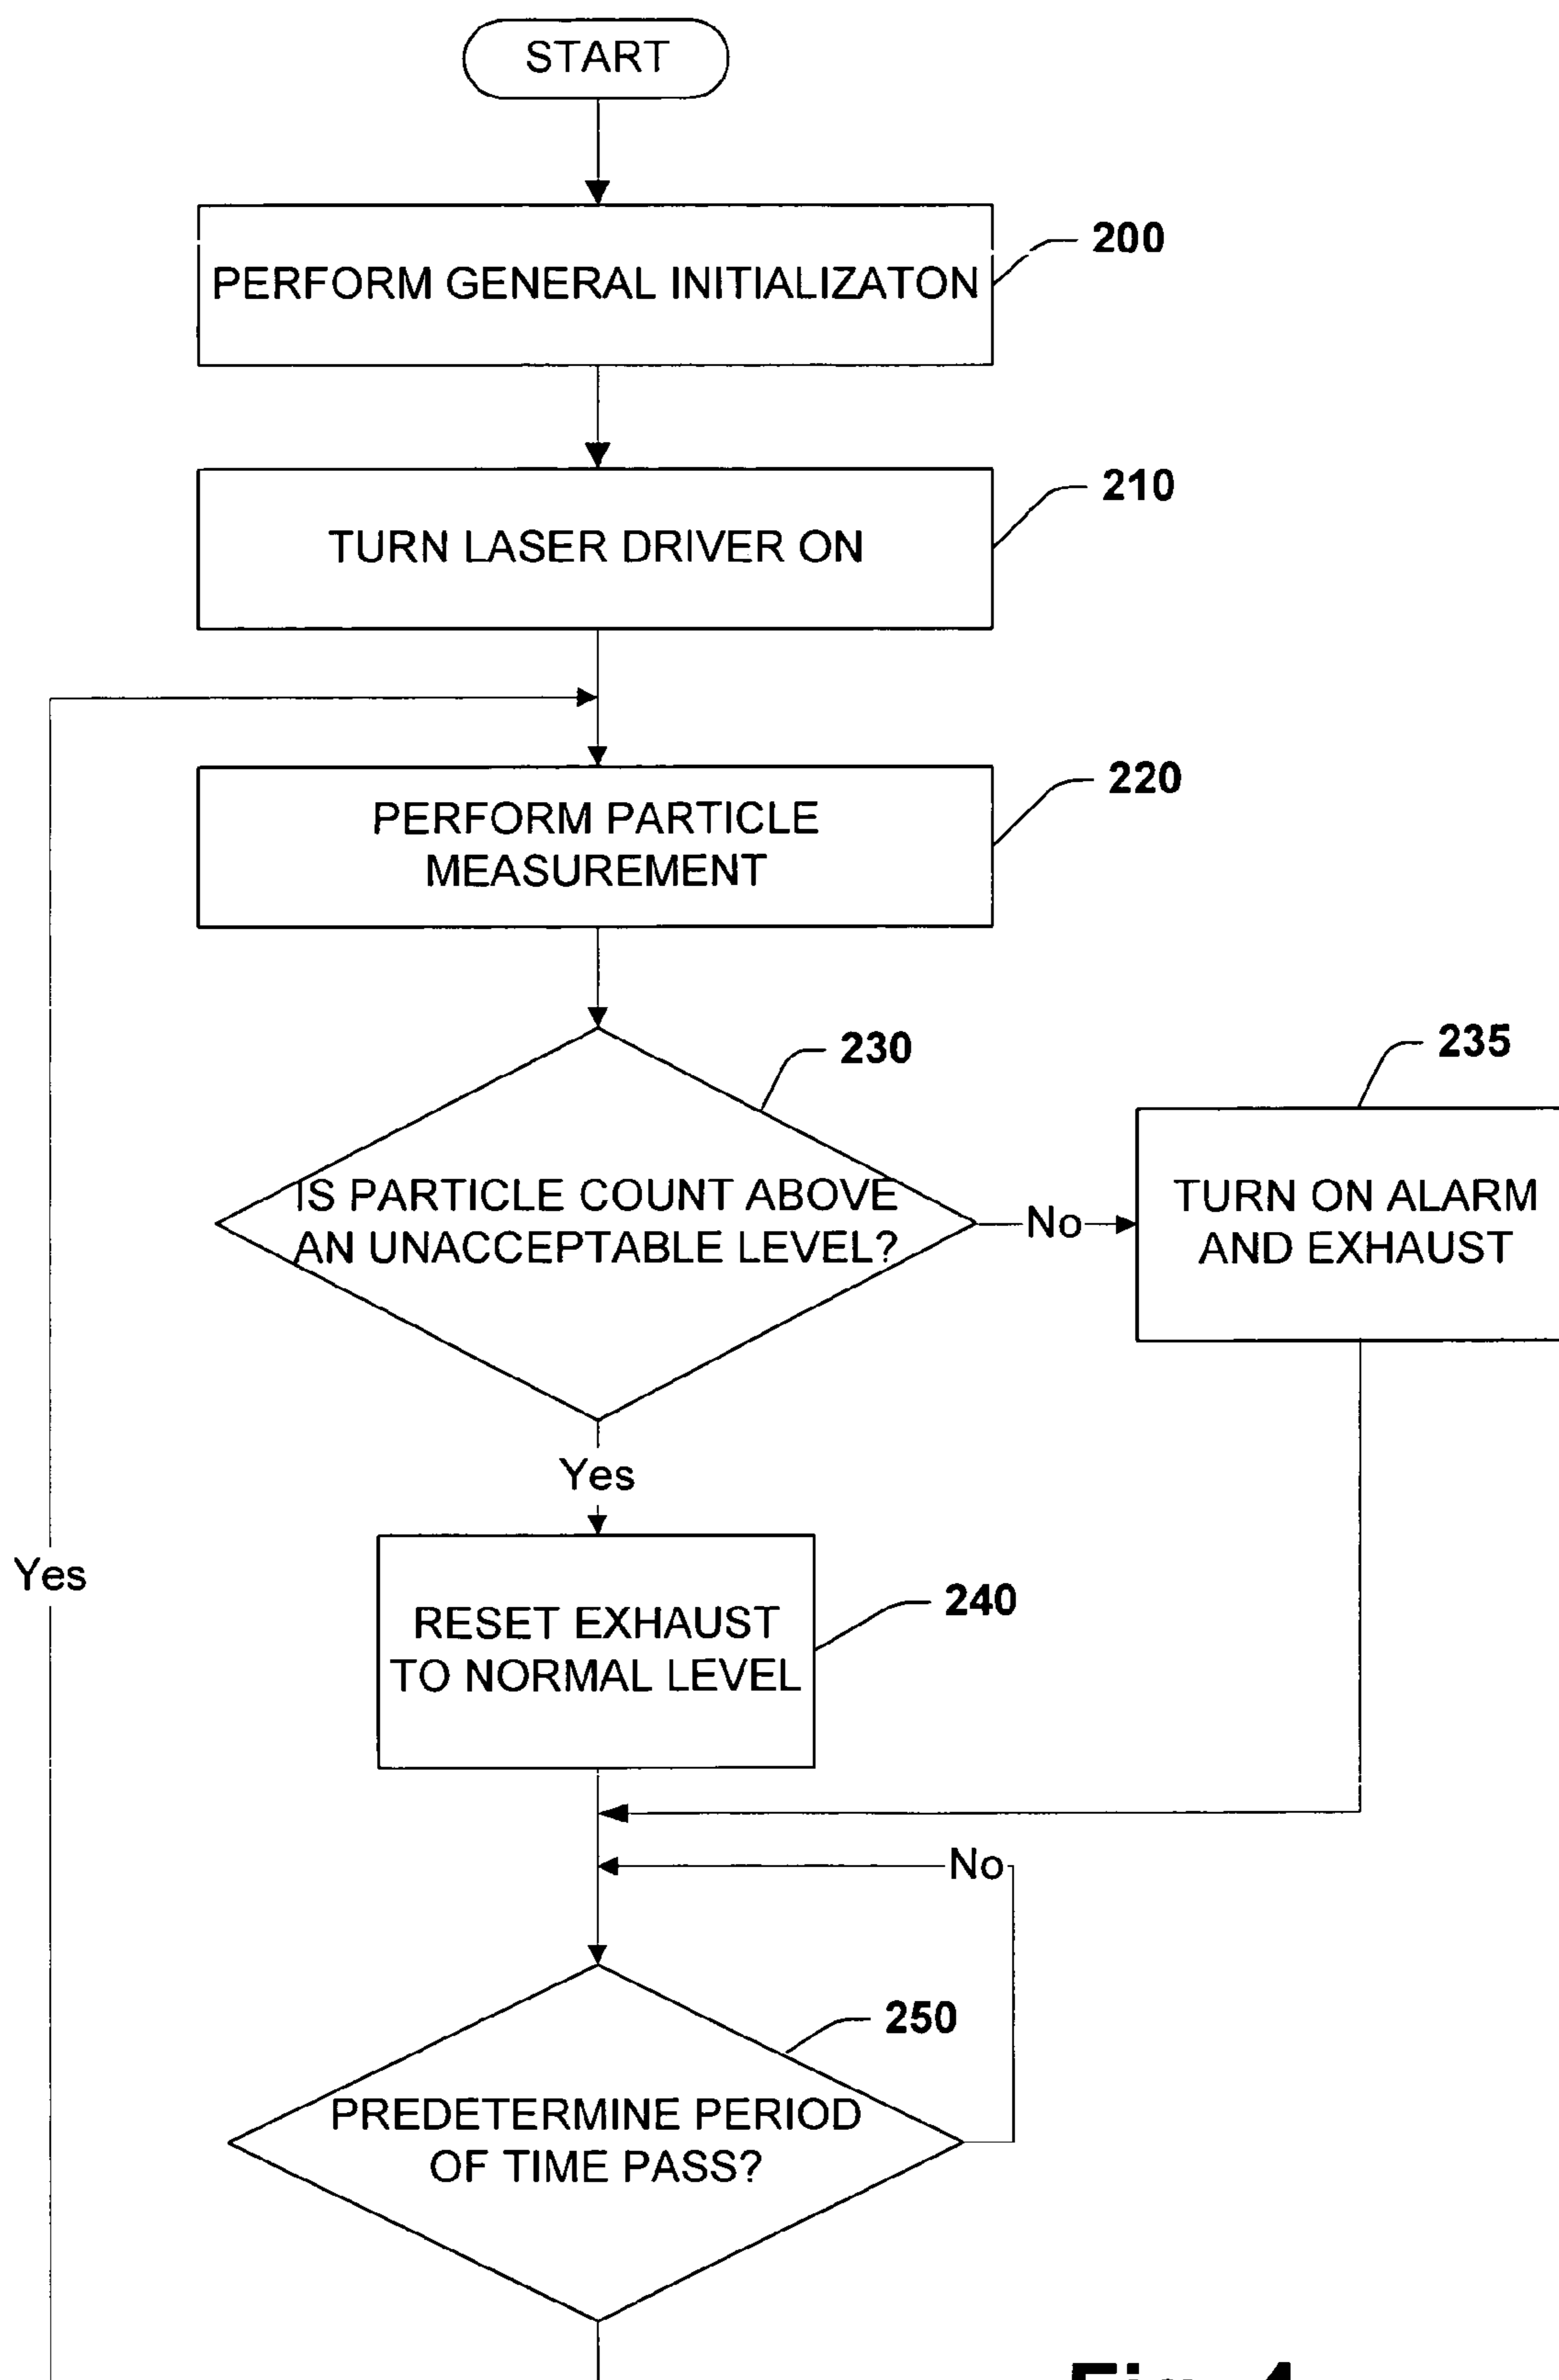 START
200
PERFORM GENERAL INITIALIZATON
210
TURN LASER DRIVER ON
220
PERFORM PARTICLE
MEASUREMENT
230
235
IS PARTICLE COUNT ABOVE
AN UNACCEPTABLE LEVEL?
No
TURN ON ALARM
AND EXHAUST
Yes
Yes
240
RESET EXHAUST
TO NORMAL LEVEL
No
250
PREDETERMINE PERIOD
OF TIME PASS?